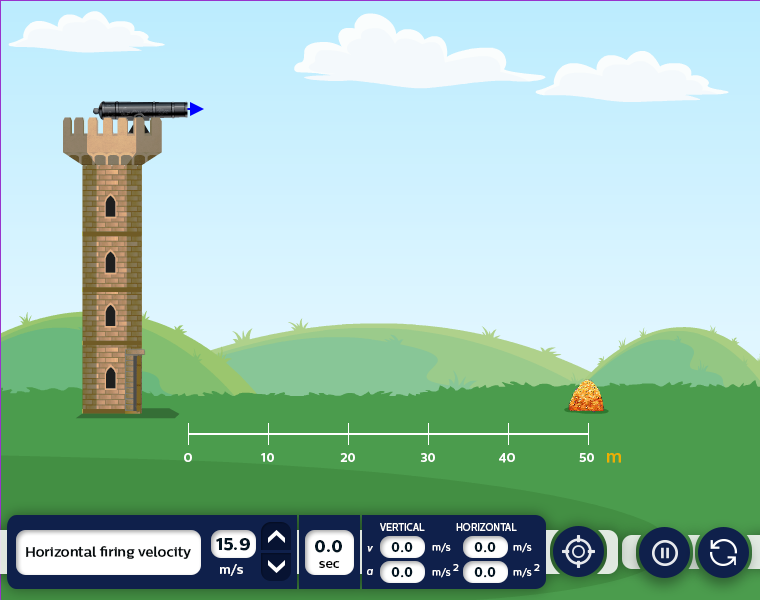 0 10 20 30 40 50 m
Horizontal firing velocity
15.9
m/s
0.0
sec
VERTICAL HORIZONTAL
v 0.0 m/s 0.0 m/s
a 0.0 m/s² 0.0 m/s²